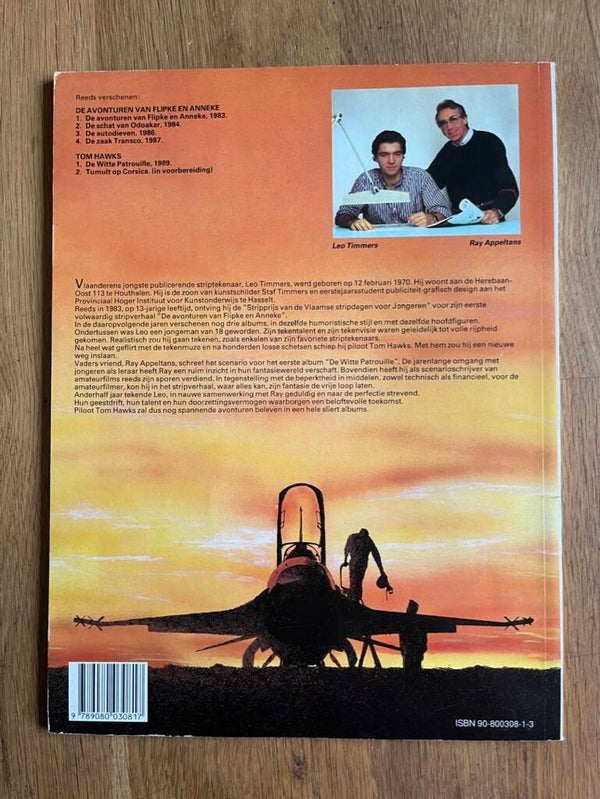 Reeds verschenen:
DE AVONTUREN VAN FLIPKE EN ANNEKE
1. De avonturen van Flipke en Anneke, 1983.
2. De schat van Odoakar, 1984.
3. De autodieven, 1986.
4. De zaak Transco, 1987.
TOM HAWKS
1. De Witte Patrouille, 1989.
2. Tumult op Corsica. (in voorbereiding)
Leo Timmers
Ray Appeltans
Vlaanderens jongste publicerende striptekenaar, Leo Timmers, werd geboren op 12 februari 1970. Hij woont aan de Herebaan-
Oost 113 te Houthalen. Hij is de zoon van kunstschilder Staf Timmers en eerstejaarsstudent publiciteit-grafisch design aan het
Provinciaal Hoger Instituut voor Kunstonderwijs te Hasselt.
Reeds in 1983, op 13-jarige leeftijd, ontving hij de "Stripprijs van de Vlaamse stripdagen voor Jongeren" voor zijn eerste
volwaardig stripverhaal "De avonturen van Flipke en Anneke".
In de daaropvolgende jaren verschenen nog drie albums, in dezelfde humoristische stijl en met dezelfde hoofdfiguren.
Ondertussen was Leo een jongeman van 18 geworden. Zijn tekentalent en zijn tekenvisie waren geleidelijk tot volle rijpheid
gekomen. Realistisch zou hij gaan tekenen, zoals enkelen van zijn favoriete striptekenaars.
Na heel wat geflirt met de tekenmuze en na honderden losse schetsen schiep hij piloot Tom Hawks. Met hem zou hij een nieuwe
weg inslaan.
Vaders vriend, Ray Appeltans, schreef het scenario voor het eerste album "De Witte Patrouille". De jarenlange omgang met
jongeren als leraar heeft Ray een ruim inzicht in hun fantasiewereld verschaft. Bovendien heeft hij als scenarioschrijver van
amateurfilms reeds zijn sporen verdiend. In tegenstelling met de beperktheid in middelen, zowel technisch als financieel, voor de
amateurfilmer, kon hij in het stripverhaal, waar alles kan, zijn fantasie de vrije loop laten.
Anderhalf jaar tekende Leo, in nauwe samenwerking met Ray geduldig en naar de perfectie strevend.
Hun geestdrift, hun talent en hun doorzettingsvermogen waarborgen een beloftevolle toekomst.
Piloot Tom Hawks zal dus nog spannende avonturen beleven in een hele sliert albums.
9 789080 030817
ISBN 90-800308-1-3